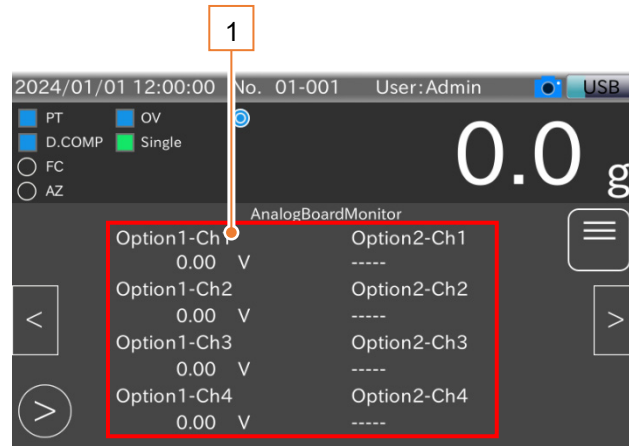 1
2024/01/01 12:00:00 No. 01-001 User:Admin USB
PT OV
D.COMP Single
FC
AZ
0.0 g
AnalogBoardMonitor
Option1-Ch1 Option2-Ch1
0.00 V -----
Option1-Ch2 Option2-Ch2
0.00 V -----
< >
Option1-Ch3 Option2-Ch3
0.00 V -----
Option1-Ch4 Option2-Ch4
>
0.00 V